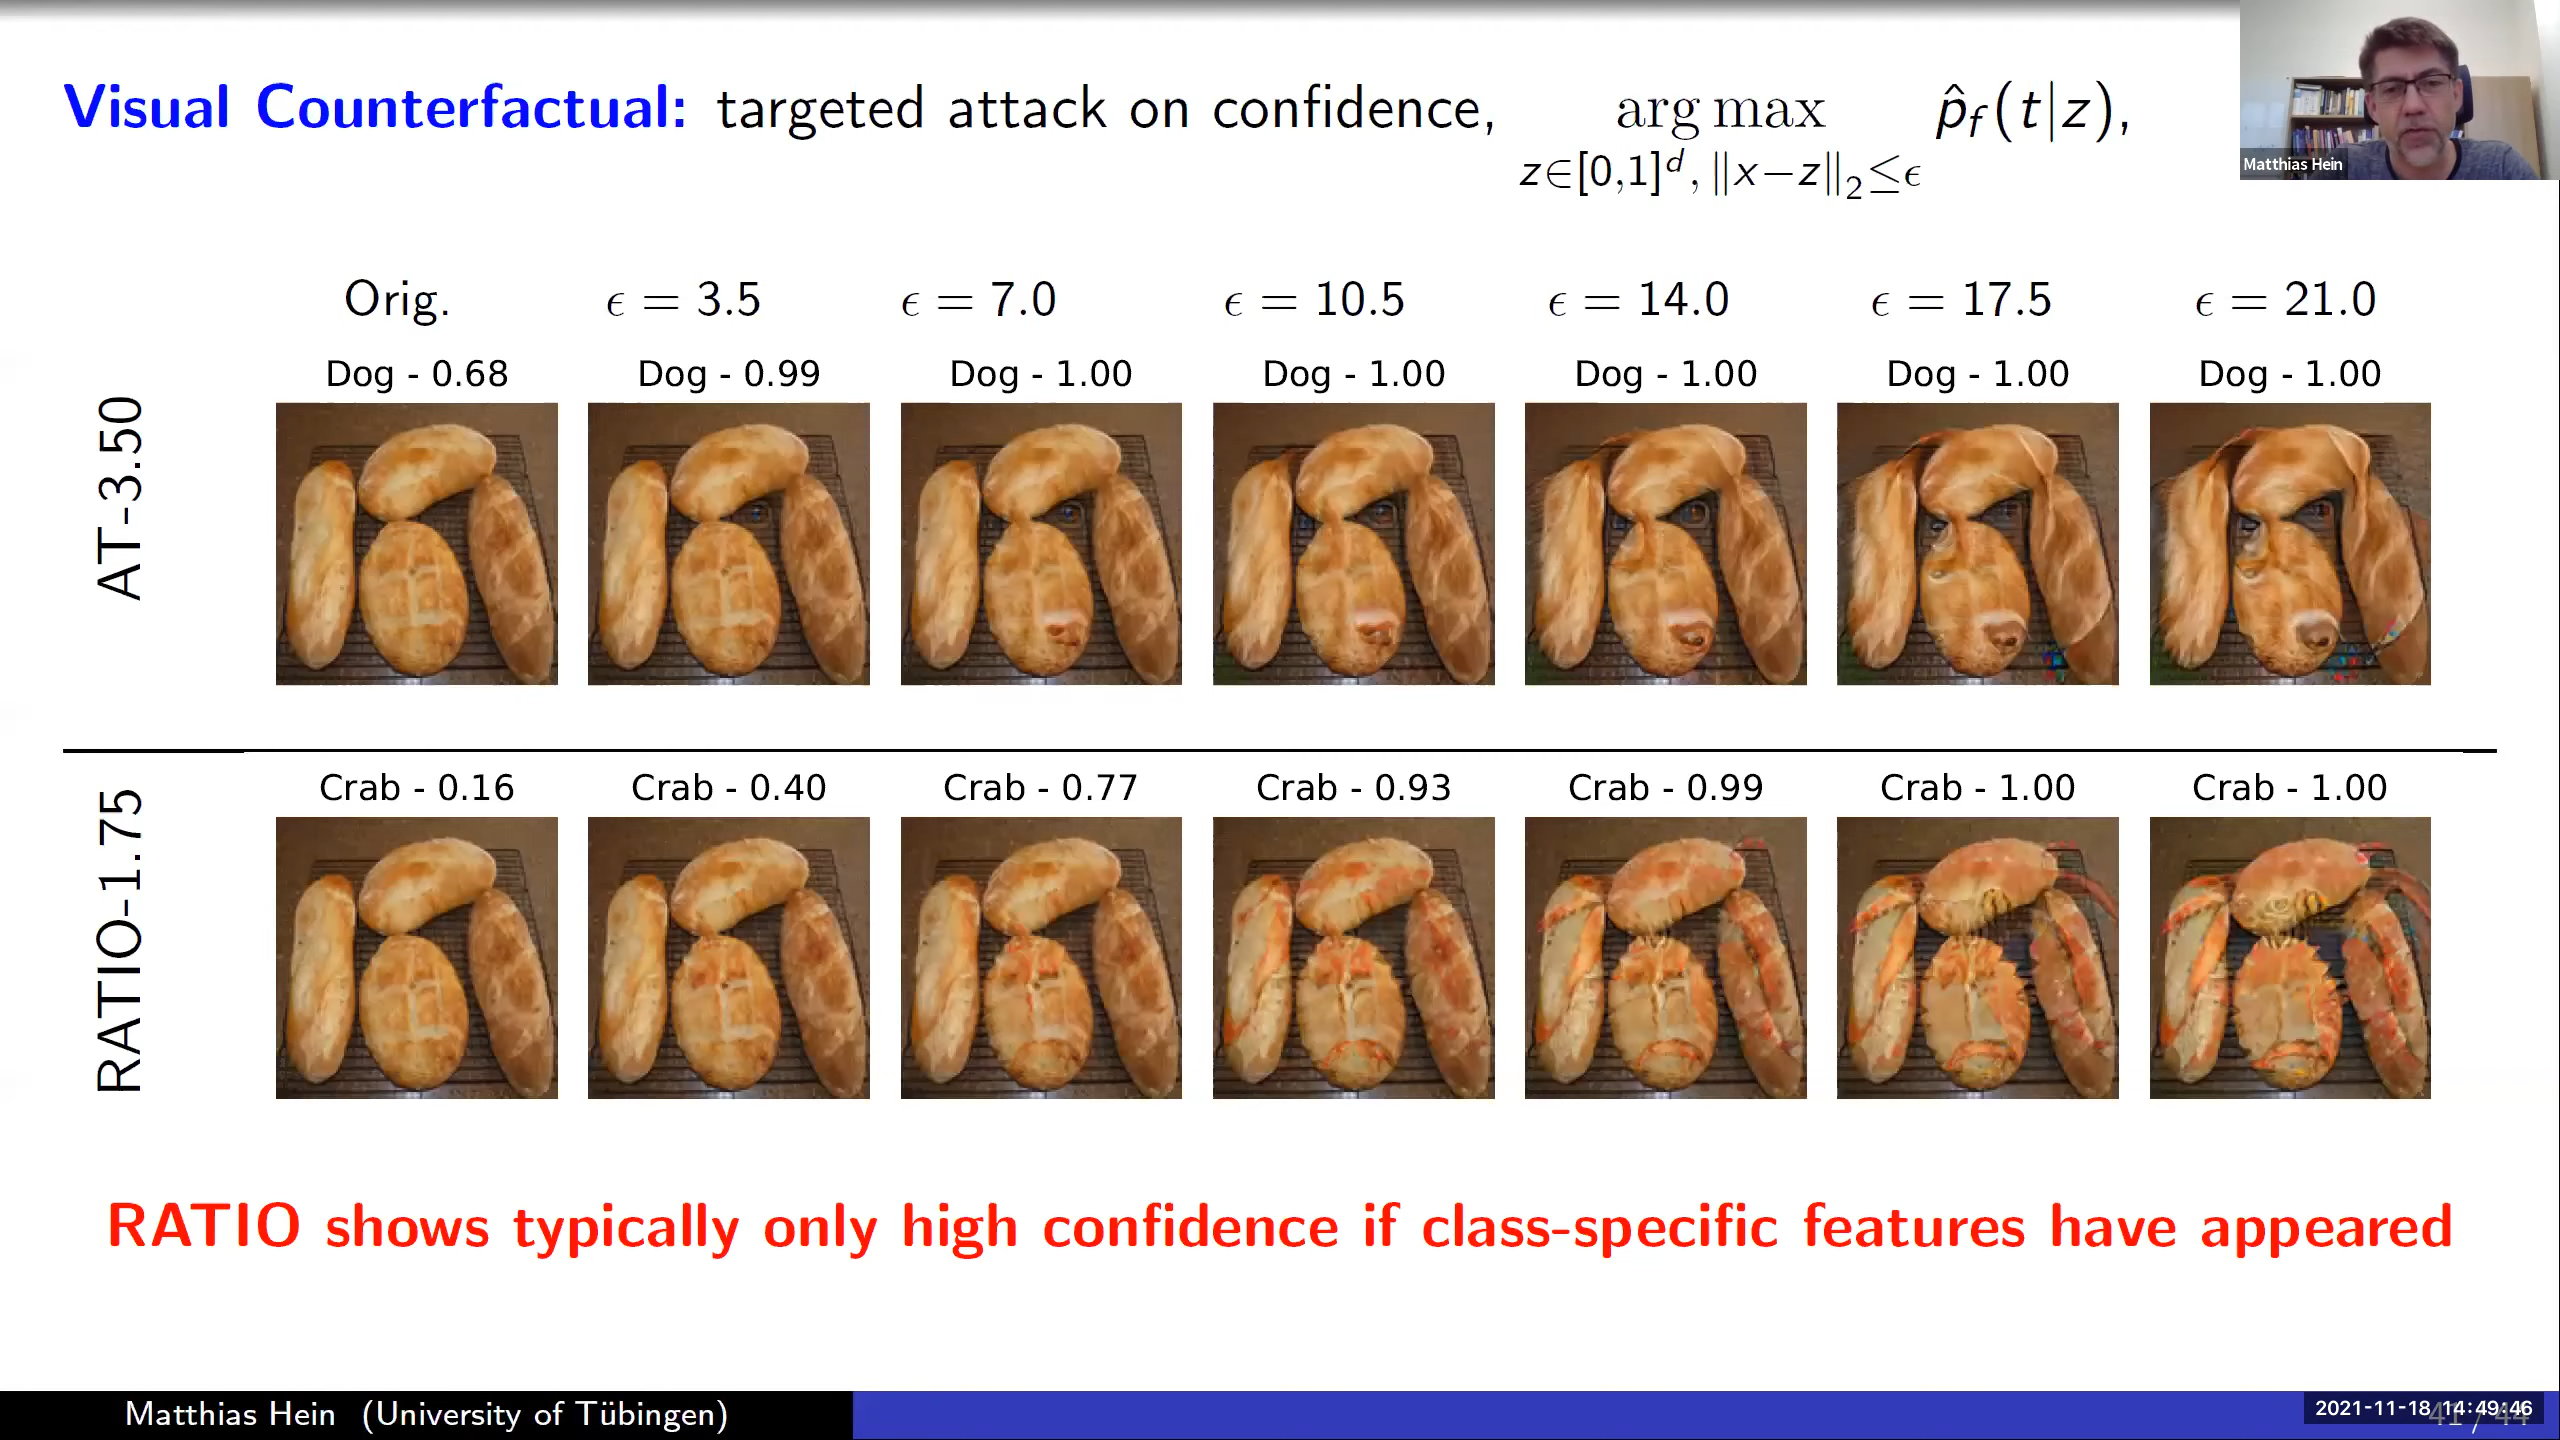 Visual Counterfactual: targeted attack on confidence, arg max p̂_f(t|z),
z∈[0,1]^d, ‖x−z‖_2≤ϵ
Matthias Hein
Orig. ϵ = 3.5 ϵ = 7.0 ϵ = 10.5 ϵ = 14.0 ϵ = 17.5 ϵ = 21.0
Dog - 0.68 Dog - 0.99 Dog - 1.00 Dog - 1.00 Dog - 1.00 Dog - 1.00 Dog - 1.00
AT-3.50
Crab - 0.16 Crab - 0.40 Crab - 0.77 Crab - 0.93 Crab - 0.99 Crab - 1.00 Crab - 1.00
RATIO-1.75
RATIO shows typically only high confidence if class-specific features have appeared
Matthias Hein (University of Tübingen)
2021-11-18 14:49:46
41 / 44